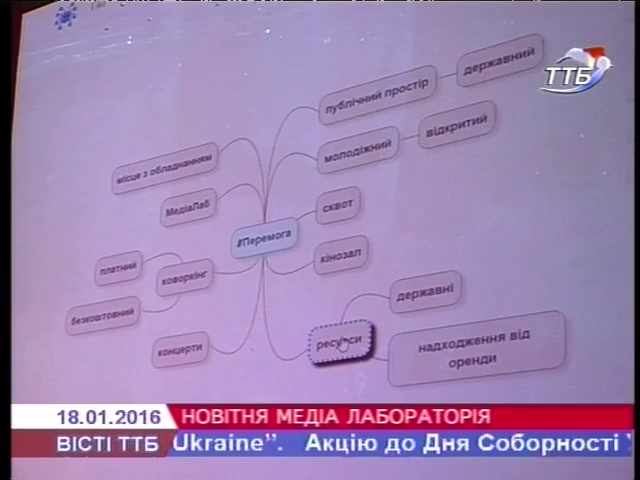 ТТБ
державний
публічний простір
відкритий
молодіжний
місце з обладнанням
МедіаЛаб
сквот
#Перемога
кінозал
платний
коворкінг
безкоштовний
державні
концерти
ресурси
надходження від
оренди
18.01.2016 НОВІТНЯ МЕДІА ЛАБОРАТОРІЯ
ВІСТІ ТТБ Ukraine”. Акцію до Дня Соборності